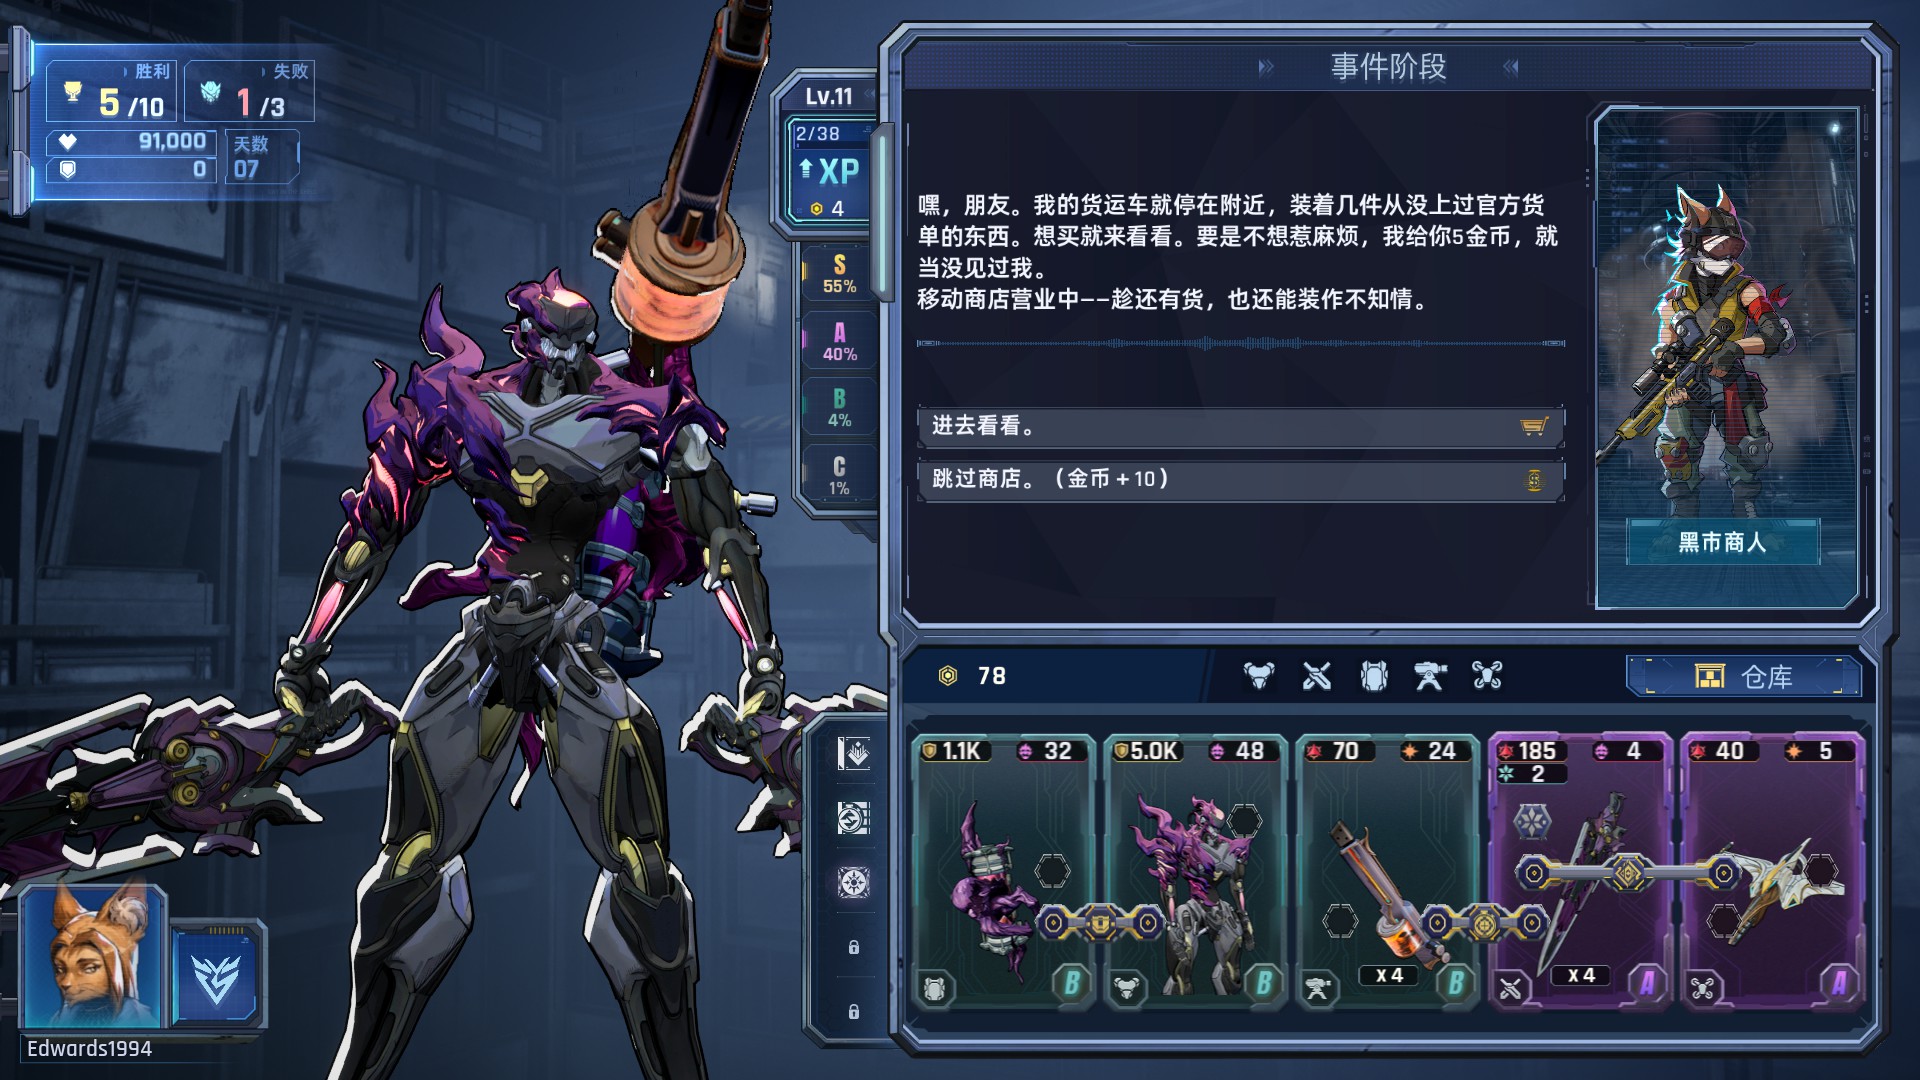 胜利
5 /10
失败
1 /3
91,000
0
天数
07
Lv.11
2/38
XP
4
S
55%
A
40%
B
4%
C
1%
事件阶段
嘿，朋友。我的货运车就停在附近，装着几件从没上过官方货
单的东西。想买就来看看。要是不想惹麻烦，我给你5金币，就
当没见过我。
移动商店营业中——趁还有货，也还能装作不知情。
进去看看。
跳过商店。（金币+10）
黑市商人
78
仓库
1.1K 32
B
5.0K 48
B
70 24
x4
B
185 4
2
x4
A
40 5
A
Edwards1994